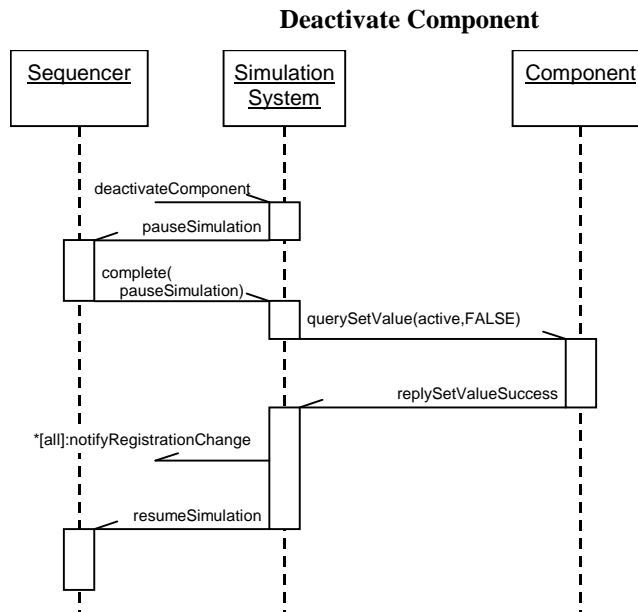 Deactivate Component
Sequencer
Simulation
System
Component
deactivateComponent
pauseSimulation
complete(
pauseSimulation)
querySetValue(active,FALSE)
replySetValueSuccess
*[all]:notifyRegistrationChange
resumeSimulation